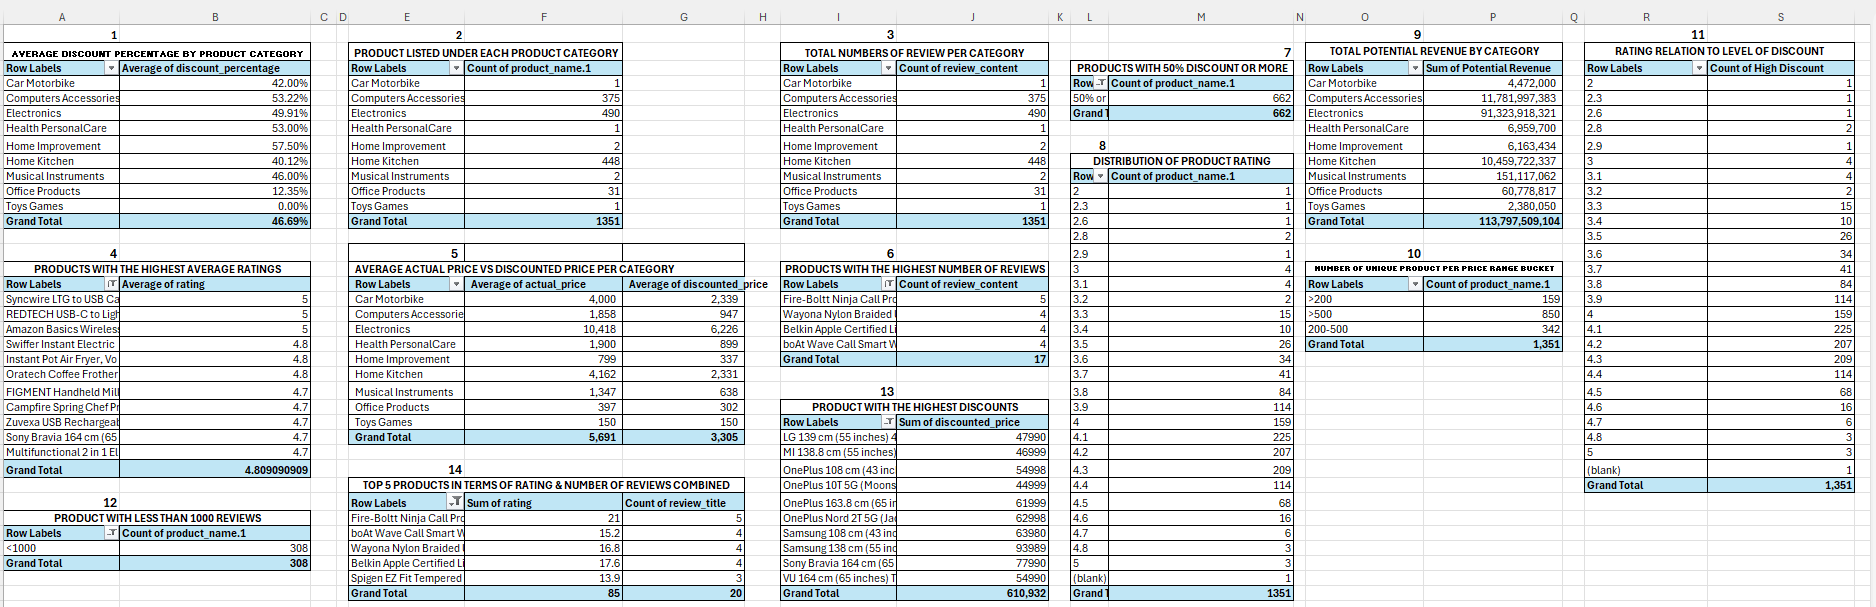 A B C D E F G H I J K L M N O P Q R S
1
AVERAGE DISCOUNT PERCENTAGE BY PRODUCT CATEGORY
Row Labels Average of discount_percentage
Car Motorbike 42.00%
Computers Accessories 53.22%
Electronics 49.91%
Health PersonalCare 53.00%
Home Improvement 57.50%
Home Kitchen 40.12%
Musical Instruments 46.00%
Office Products 12.35%
Toys Games 0.00%
Grand Total 46.69%
2
PRODUCT LISTED UNDER EACH PRODUCT CATEGORY
Row Labels Count of product_name.1
Car Motorbike 1
Computers Accessories 375
Electronics 490
Health PersonalCare 1
Home Improvement 2
Home Kitchen 448
Musical Instruments 2
Office Products 31
Toys Games 1
Grand Total 1351
3
TOTAL NUMBERS OF REVIEW PER CATEGORY
Row Labels Count of review_content
Car Motorbike 1
Computers Accessories 375
Electronics 490
Health PersonalCare 1
Home Improvement 2
Home Kitchen 448
Musical Instruments 2
Office Products 31
Toys Games 1
Grand Total 1351
7
PRODUCTS WITH 50% DISCOUNT OR MORE
Row Count of product_name.1
50% or 662
Grand T 662
9
TOTAL POTENTIAL REVENUE BY CATEGORY
Row Labels Sum of Potential Revenue
Car Motorbike 4,472,000
Computers Accessories 11,781,997,383
Electronics 91,323,918,321
Health PersonalCare 6,959,700
Home Improvement 6,163,434
Home Kitchen 10,459,722,337
Musical Instruments 151,117,062
Office Products 60,778,817
Toys Games 2,380,050
Grand Total 113,797,509,104
11
RATING RELATION TO LEVEL OF DISCOUNT
Row Labels Count of High Discount
2 1
2.3 1
2.6 1
2.8 2
2.9 1
3 4
3.1 4
3.2 2
3.3 15
3.4 10
3.5 26
3.6 34
3.7 41
3.8 84
3.9 114
4 159
4.1 225
4.2 207
4.3 209
4.4 114
4.5 68
4.6 16
4.7 6
4.8 3
5 3
(blank) 1
Grand Total 1,351
8
DISTRIBUTION OF PRODUCT RATING
Row Count of product_name.1
2 1
2.3 1
2.6 1
2.8 2
2.9 1
3 4
3.1 4
3.2 2
3.3 15
3.4 10
3.5 26
3.6 34
3.7 41
3.8 84
3.9 114
4 159
4.1 225
4.2 207
4.3 209
4.4 114
4.5 68
4.6 16
4.7 6
4.8 3
5 3
(blank) 1
Grand T 1351
4
PRODUCTS WITH THE HIGHEST AVERAGE RATINGS
Row Labels Average of rating
Syncwire LTG to USB Ca 5
REDTECH USB-C to Ligh 5
Amazon Basics Wireless 5
Swiffer Instant Electric 4.8
Instant Pot Air Fryer, Vo 4.8
Oratech Coffee Frother 4.8
FIGMENT Handheld Mil 4.7
Campfire Spring Chef Pr 4.7
Zuvexa USB Rechargeab 4.7
Sony Bravia 164 cm (65 4.7
Multifunctional 2 in 1 El 4.7
Grand Total 4.809090909
5
AVERAGE ACTUAL PRICE VS DISCOUNTED PRICE PER CATEGORY
Row Labels Average of actual_price Average of discounted_price
Car Motorbike 4,000 2,339
Computers Accessorie 1,858 947
Electronics 10,418 6,226
Health PersonalCare 1,900 899
Home Improvement 799 337
Home Kitchen 4,162 2,331
Musical Instruments 1,347 638
Office Products 397 302
Toys Games 150 150
Grand Total 5,691 3,305
6
PRODUCTS WITH THE HIGHEST NUMBER OF REVIEWS
Row Labels Count of review_content
Fire-Boltt Ninja Call Pro 5
Wayona Nylon Braided 4
Belkin Apple Certified Li 4
boAt Wave Call Smart W 4
Grand Total 17
10
NUMBER OF UNIQUE PRODUCT PER PRICE RANGE BUCKET
Row Labels Count of product_name.1
>200 159
>500 850
200-500 342
Grand Total 1,351
13
PRODUCT WITH THE HIGHEST DISCOUNTS
Row Labels Sum of discounted_price
LG 139 cm (55 inches) 4 47990
MI 138.8 cm (55 inches) 46999
OnePlus 108 cm (43 inc 54998
OnePlus 10T 5G (Moons 44999
OnePlus 163.8 cm (65 in 61999
OnePlus Nord 2T 5G (Ja 62998
Samsung 108 cm (43 inc 63980
Samsung 138 cm (55 inc 93989
Sony Bravia 164 cm (65 77990
VU 164 cm (65 inches) T 54990
Grand Total 610,932
12
PRODUCT WITH LESS THAN 1000 REVIEWS
Row Labels Count of product_name.1
<1000 308
Grand Total 308
14
TOP 5 PRODUCTS IN TERMS OF RATING & NUMBER OF REVIEWS COMBINED
Row Labels Sum of rating Count of review_title
Fire-Boltt Ninja Call Pro 21 5
boAt Wave Call Smart W 15.2 4
Wayona Nylon Braided 16.8 4
Belkin Apple Certified Li 17.6 4
Spigen EZ Fit Tempered 13.9 3
Grand Total 85 20